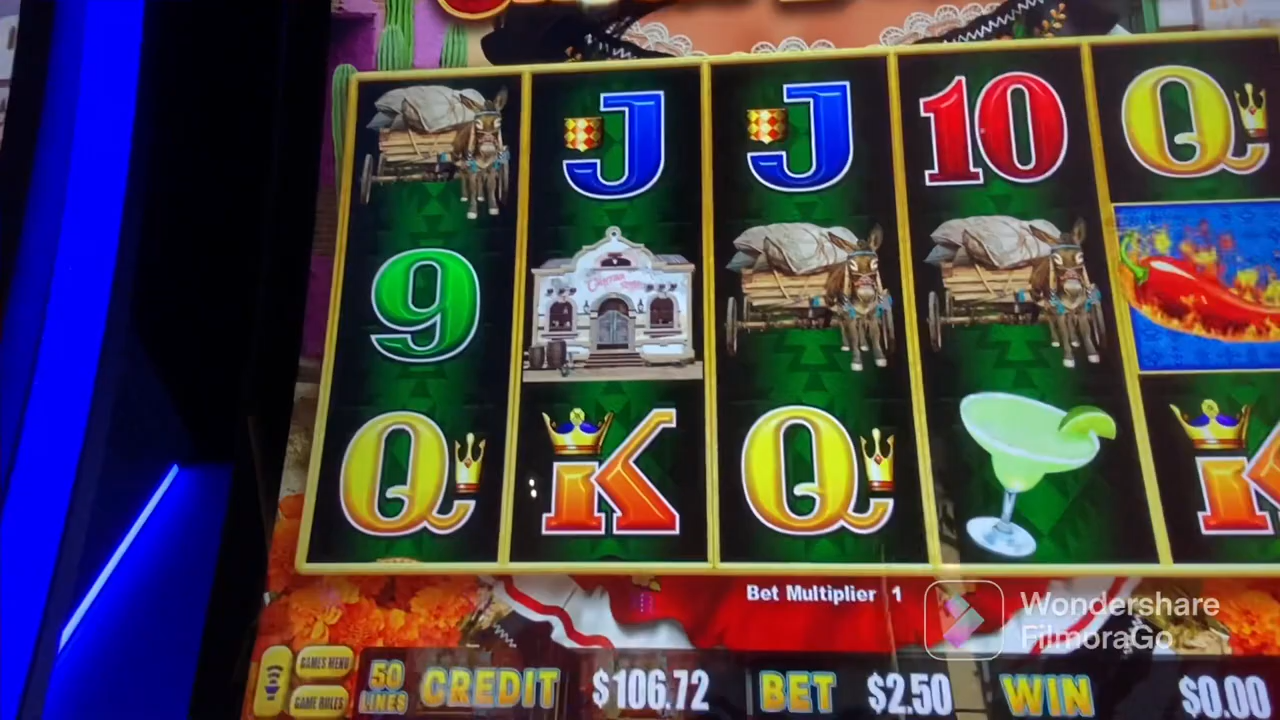 J J 10 Q
9
Q K Q K
Bet Multiplier 1
Wondershare
FilmoraGo
GAMES MENU
GAME RULES
50 LINES CREDIT $106.72 BET $2.50 WIN $0.00